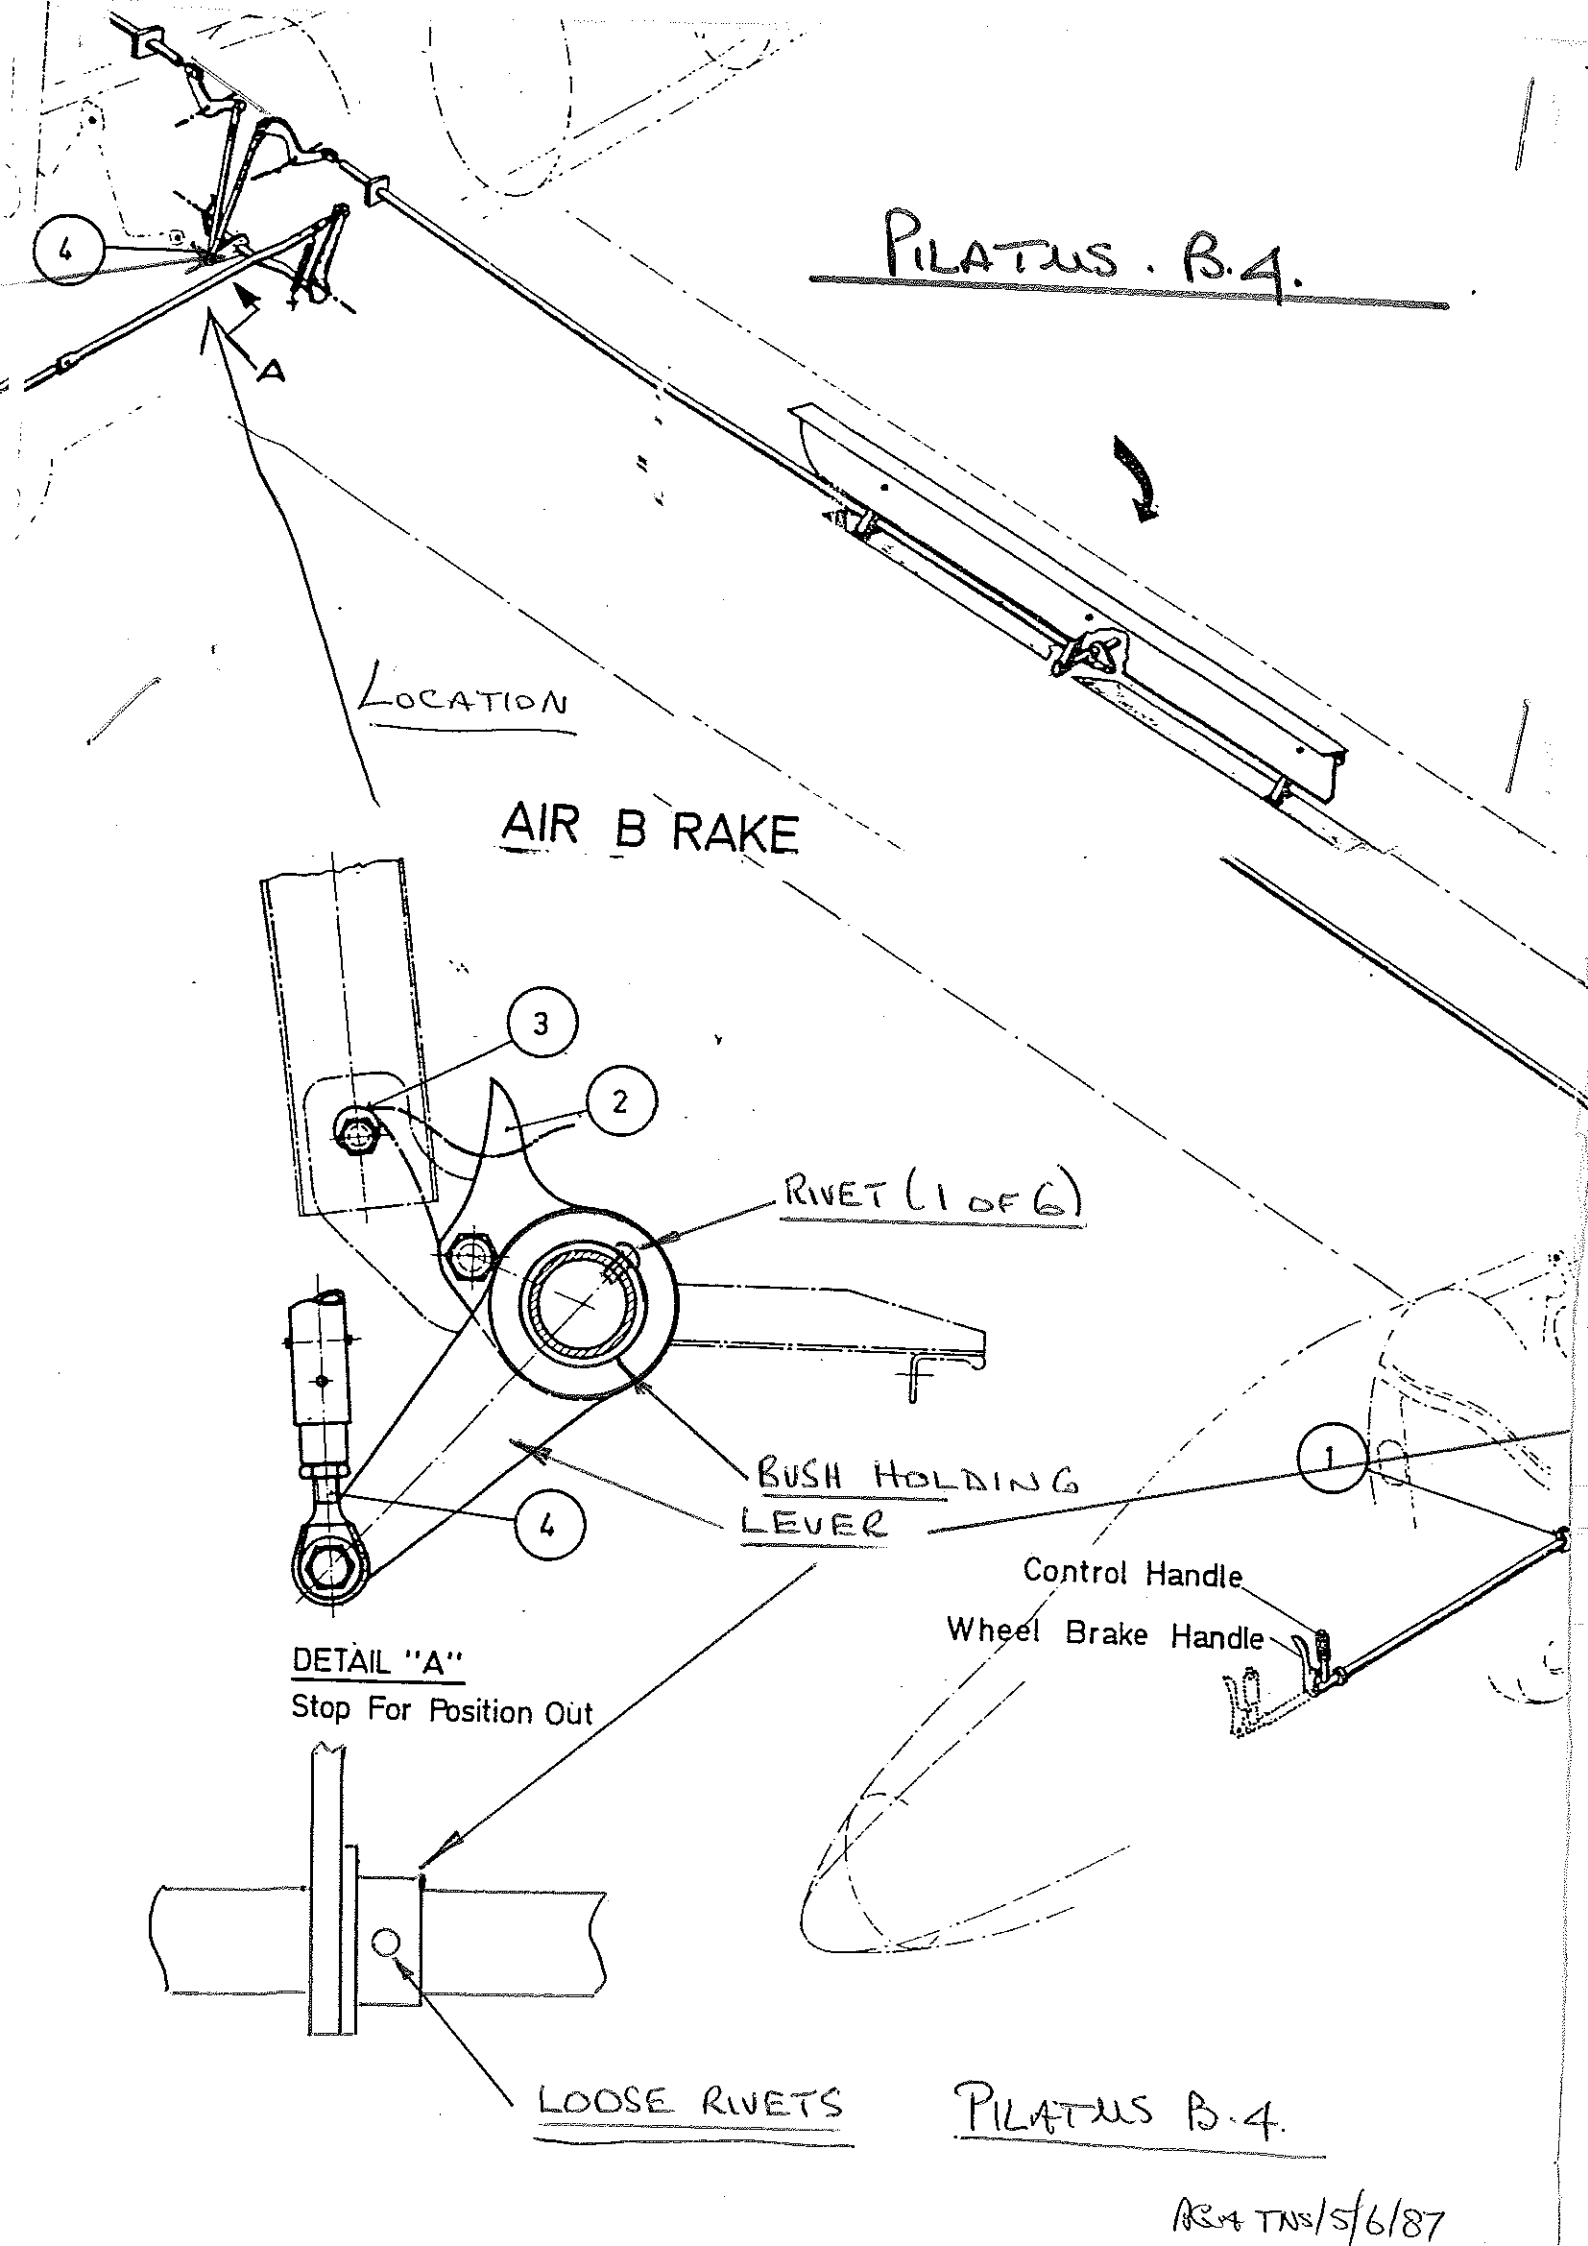 PILATUS. B.4.
4
A
LOCATION
AIR BRAKE
3
2
RIVET (1 OF 6)
BUSH HOLDING
LEVER
1
4
Control Handle
Wheel Brake Handle
DETAIL "A"
Stop For Position Out
LOOSE RIVETS
PILATUS B.4.
TNS/5/6/87